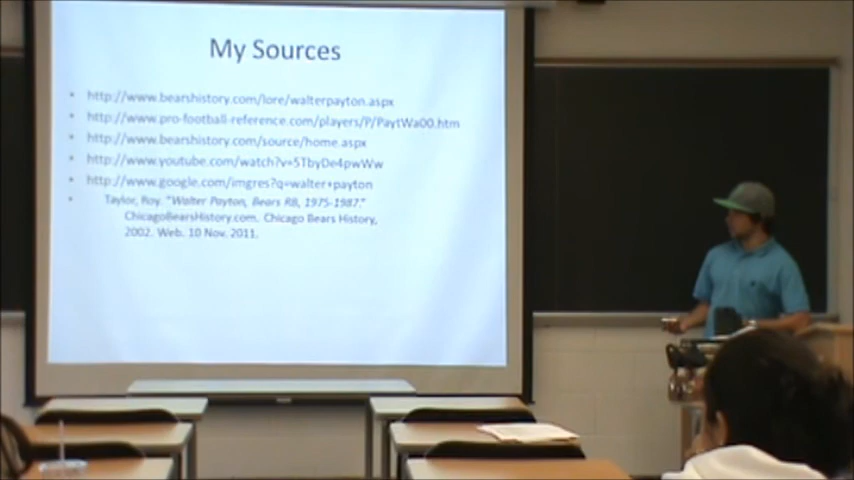 My Sources
• http://www.bearshistory.com/lore/walterpayton.aspx
• http://www.pro-football-reference.com/players/P/PaytWa00.htm
• http://www.bearshistory.com/source/home.aspx
• http://www.youtube.com/watch?v=5TbyDe4pwWw
• http://www.google.com/imgres?q=walter+payton
• Taylor, Roy. "Walter Payton, Bears RB, 1975-1987."
ChicagoBearsHistory.com. Chicago Bears History,
2002. Web. 10 Nov. 2011.